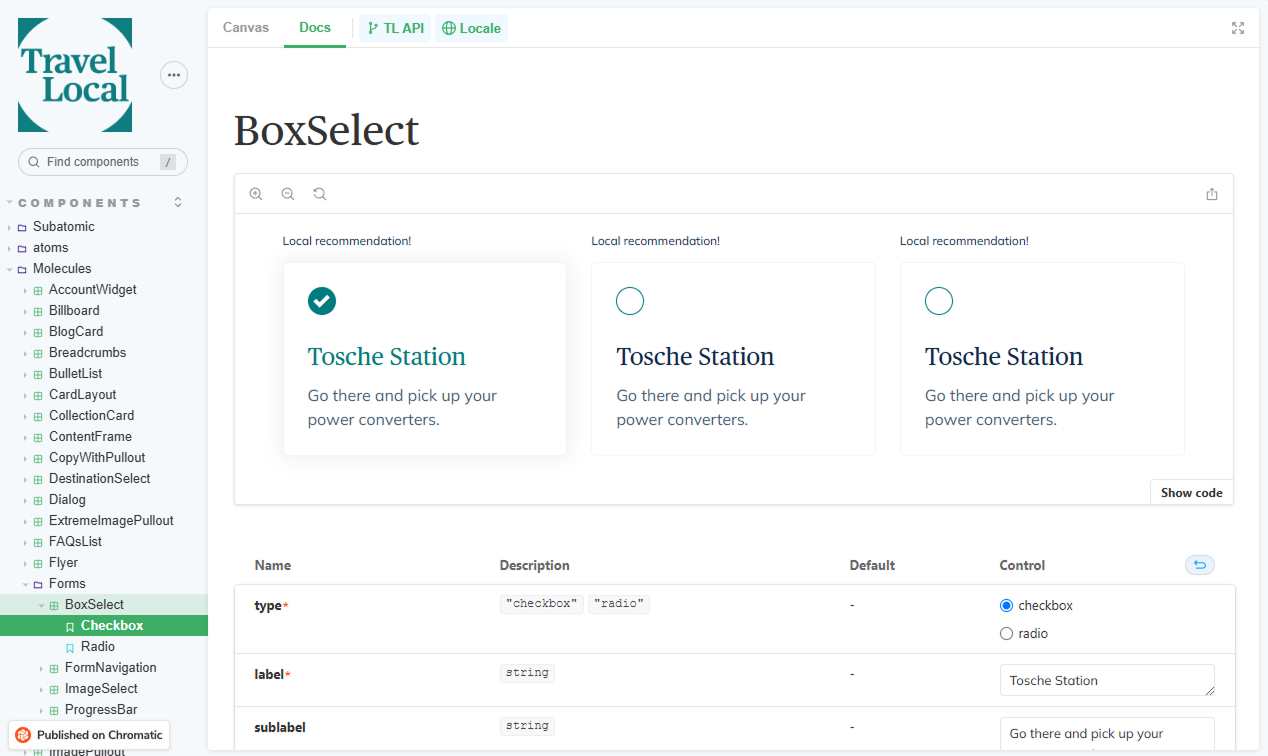 Travel
Local
Find components /
COMPONENTS
Subatomic
atoms
Molecules
AccountWidget
Billboard
BlogCard
Breadcrumbs
BulletList
CardLayout
CollectionCard
ContentFrame
CopyWithPullout
DestinationSelect
Dialog
ExtremeImagePullout
FAQsList
Flyer
Forms
BoxSelect
Checkbox
Radio
FormNavigation
ImageSelect
ProgressBar
Published on Chromatic
ImagePullout
Canvas Docs TL API Locale
BoxSelect
Local recommendation! Local recommendation! Local recommendation!
Tosche Station Tosche Station Tosche Station
Go there and pick up your Go there and pick up your Go there and pick up your
power converters. power converters. power converters.
Show code
Name Description Default Control
type* "checkbox" "radio" - checkbox
radio
label* string - Tosche Station
sublabel string - Go there and pick up your